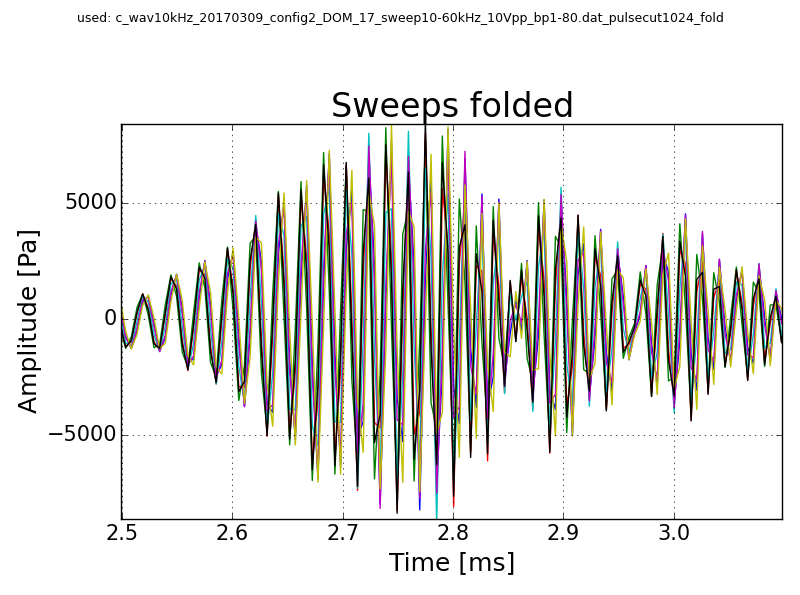 used: c_wav10kHz_20170309_config2_DOM_17_sweep10-60kHz_10Vpp_bp1-80.dat_pulsecut1024_fold
Sweeps folded
5000
0
−5000
Amplitude [Pa]
2.5 2.6 2.7 2.8 2.9 3.0
Time [ms]